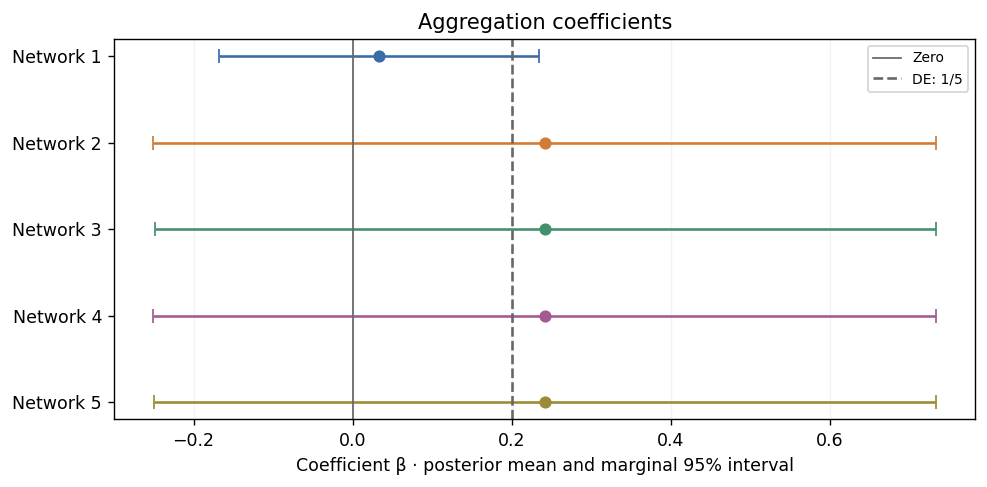 Aggregation coefficients
Network 1
Network 2
Network 3
Network 4
Network 5
Zero
DE: 1/5
−0.2 0.0 0.2 0.4 0.6
Coefficient β · posterior mean and marginal 95% interval